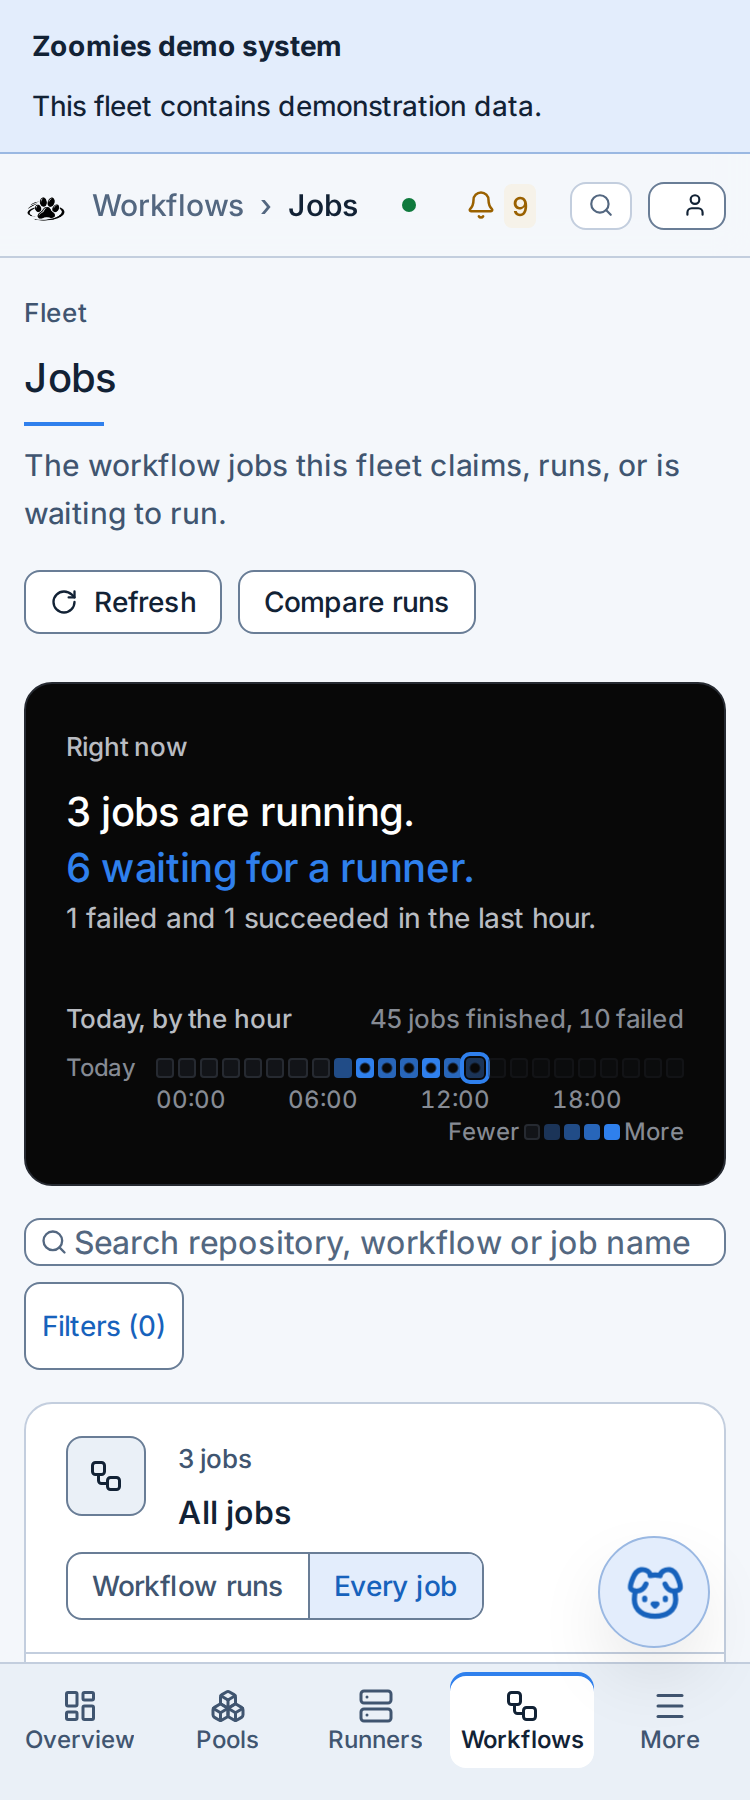 Zoomies demo system
This fleet contains demonstration data.
Workflows › Jobs
9
Fleet
Jobs
The workflow jobs this fleet claims, runs, or is
waiting to run.
Refresh
Compare runs
Right now
3 jobs are running.
6 waiting for a runner.
1 failed and 1 succeeded in the last hour.
Today, by the hour
45 jobs finished, 10 failed
Today
00:00 06:00 12:00 18:00
Fewer More
Search repository, workflow or job name
Filters (0)
3 jobs
All jobs
Workflow runs
Every job
Overview
Pools
Runners
Workflows
More